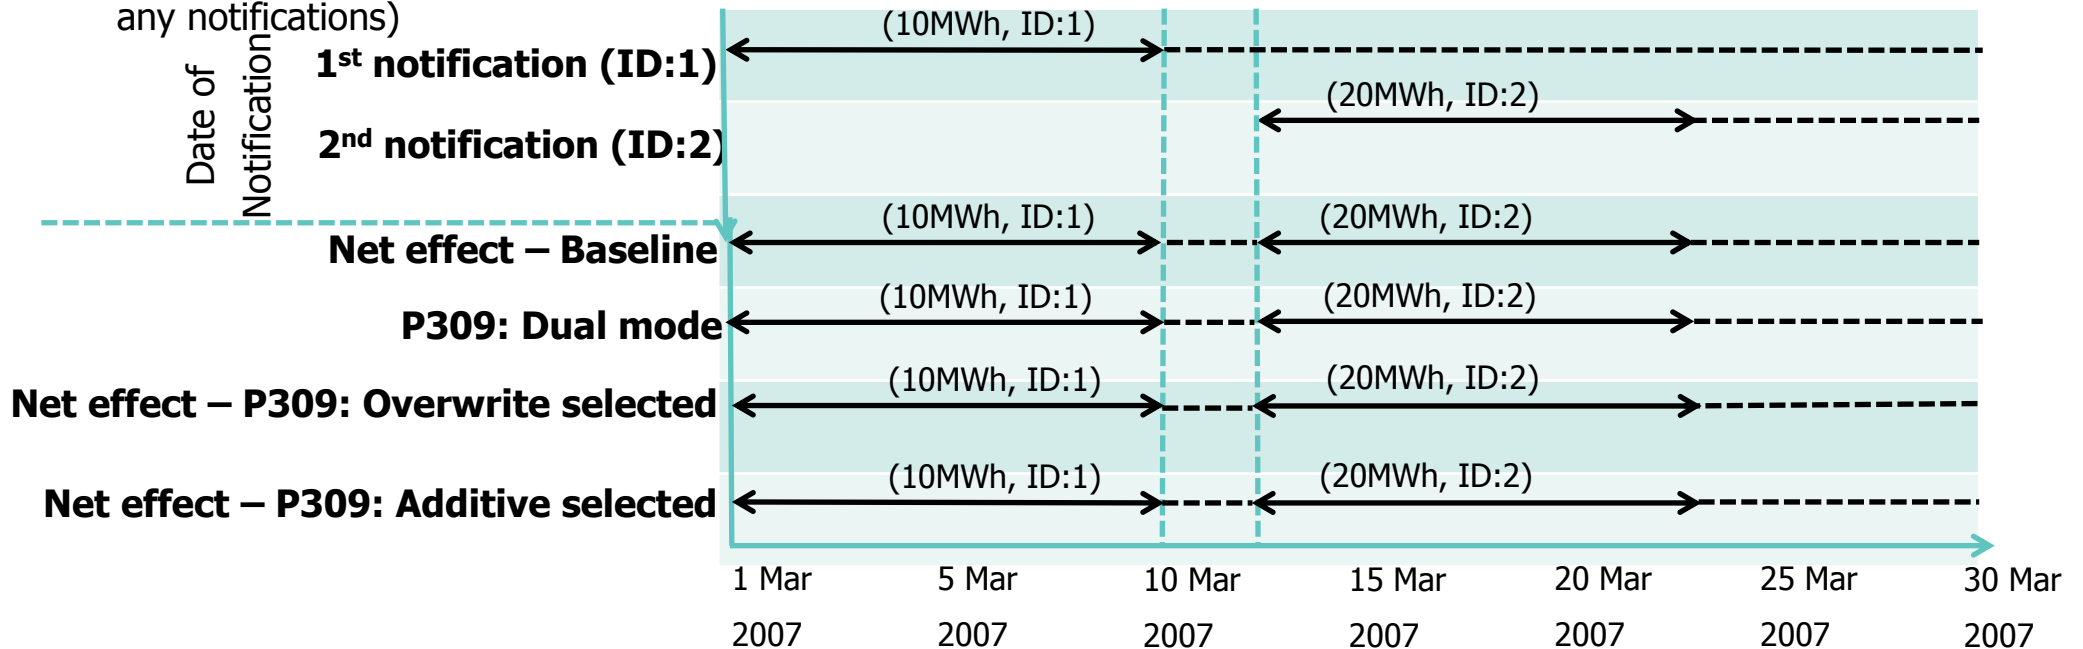 any notifications)
Date of
Notification
(10MWh, ID:1)
1st notification (ID:1)
(20MWh, ID:2)
2nd notification (ID:2)
(10MWh, ID:1) (20MWh, ID:2)
Net effect – Baseline
(10MWh, ID:1) (20MWh, ID:2)
P309: Dual mode
(10MWh, ID:1) (20MWh, ID:2)
Net effect – P309: Overwrite selected
(10MWh, ID:1) (20MWh, ID:2)
Net effect – P309: Additive selected
1 Mar 5 Mar 10 Mar 15 Mar 20 Mar 25 Mar 30 Mar
2007 2007 2007 2007 2007 2007 2007